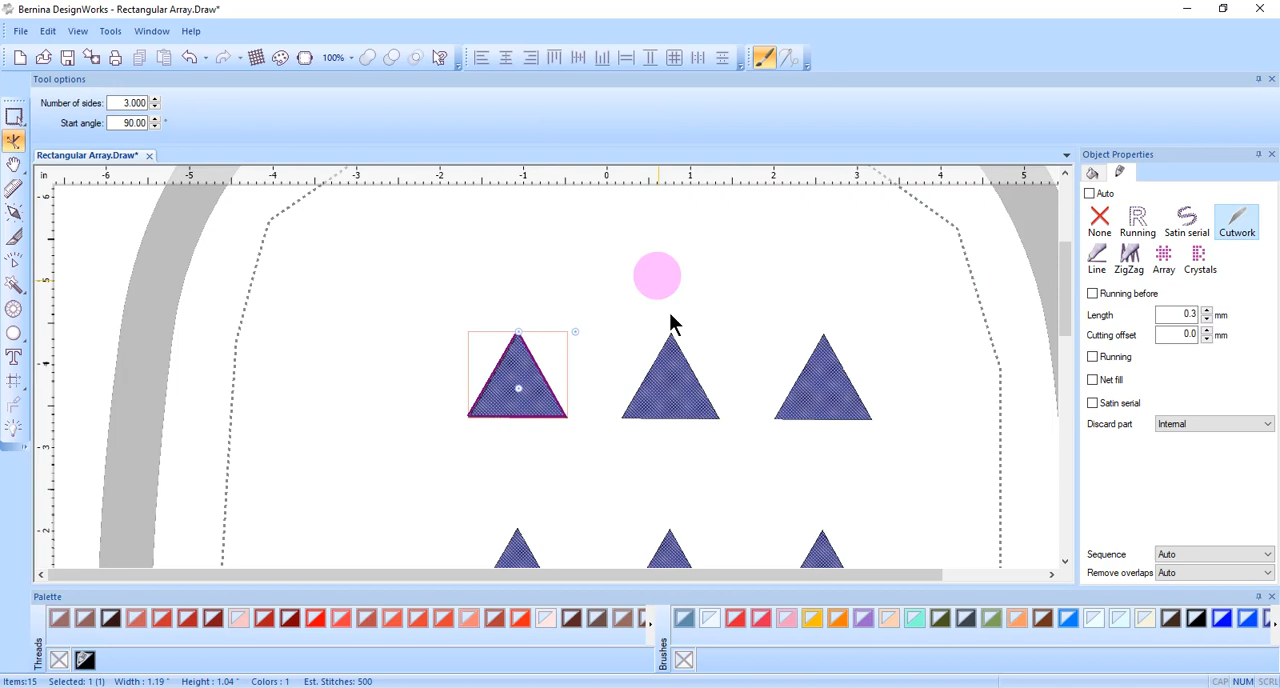 Bernina DesignWorks - Rectangular Array.Draw*
File Edit View Tools Window Help
100%
Tool options
Number of sides: 3.000
Start angle: 90.00 °
Rectangular Array.Draw*
in -6 -5 -4 -3 -2 -1 0 1 2 3 4 5
-6
-5
-4
-3
-2
Object Properties
Auto
None Running Satin serial Cutwork
Line ZigZag Array Crystals
Running before
Length 0.3 mm
Cutting offset 0.0 mm
Running
Net fill
Satin serial
Discard part Internal
Sequence Auto
Remove overlaps Auto
Palette
Threads
Brushes
Items:15 Selected: 1 (1) Width : 1.19 " Height : 1.04 " Colors : 1 Est. Stitches: 500 CAP NUM SCRL